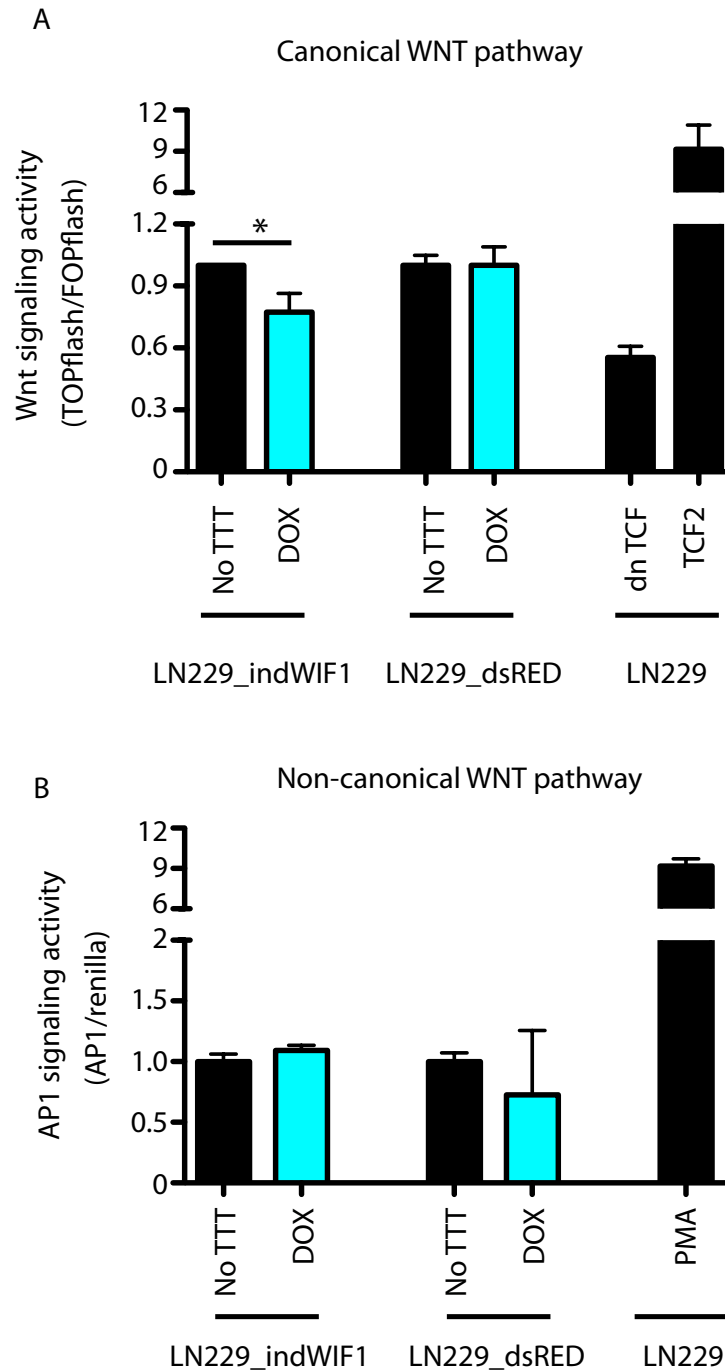 A
Canonical WNT pathway
Wnt signaling activity
(TOPflash/FOPflash)
12
9
6
1.2
0.9
0.6
0.3
0
*
No TTT
DOX
No TTT
DOX
dn TCF
TCF2
LN229_indWIF1
LN229_dsRED
LN229
B
Non-canonical WNT pathway
AP1 signaling activity
(AP1/renilla)
12
9
6
2
1.5
1.0
0.5
0
No TTT
DOX
No TTT
DOX
PMA
LN229_indWIF1
LN229_dsRED
LN229